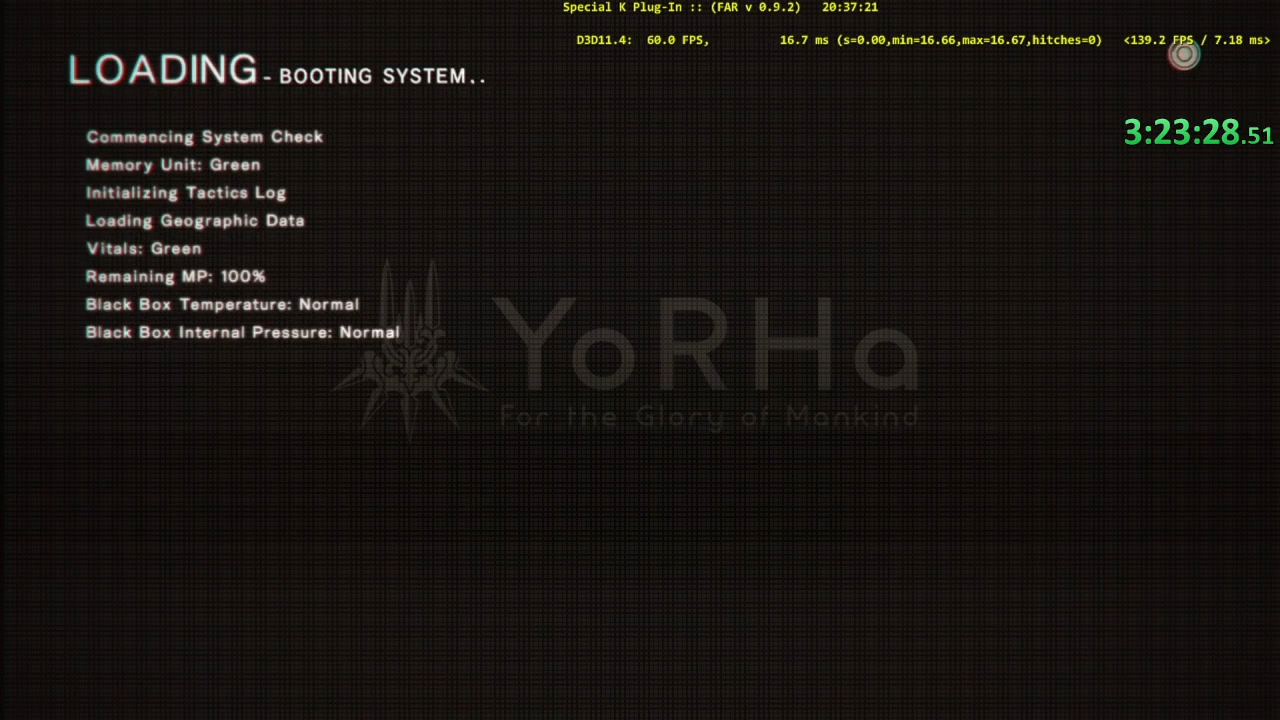 Special K Plug-In :: (FAR v 0.9.2)   20:37:21
D3D11.4:  60.0 FPS,          16.7 ms (s=0.00,min=16.66,max=16.67,hitches=0)   <139.2 FPS / 7.18 ms>
LOADING - BOOTING SYSTEM..
3:23:28.51
Commencing System Check
Memory Unit: Green
Initializing Tactics Log
Loading Geographic Data
Vitals: Green
Remaining MP: 100%
Black Box Temperature: Normal
Black Box Internal Pressure: Normal
YoRHa
For the Glory of Mankind